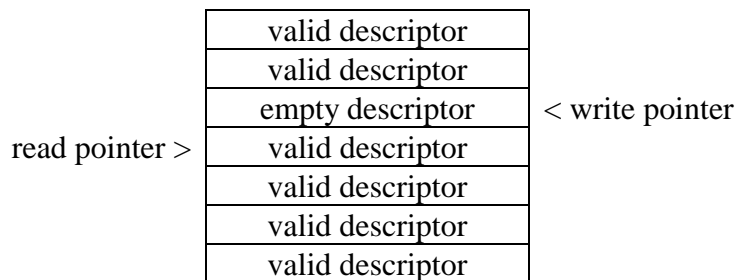 valid descriptor
valid descriptor
empty descriptor < write pointer
read pointer > valid descriptor
valid descriptor
valid descriptor
valid descriptor